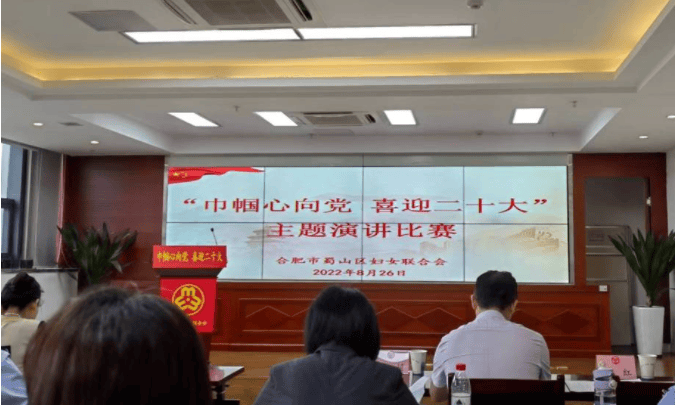 “巾帼心向党 喜迎二十大”
主题演讲比赛
合肥市蜀山区妇女联合会
2022年8月26日
巾帼心向党 喜迎二十大
红